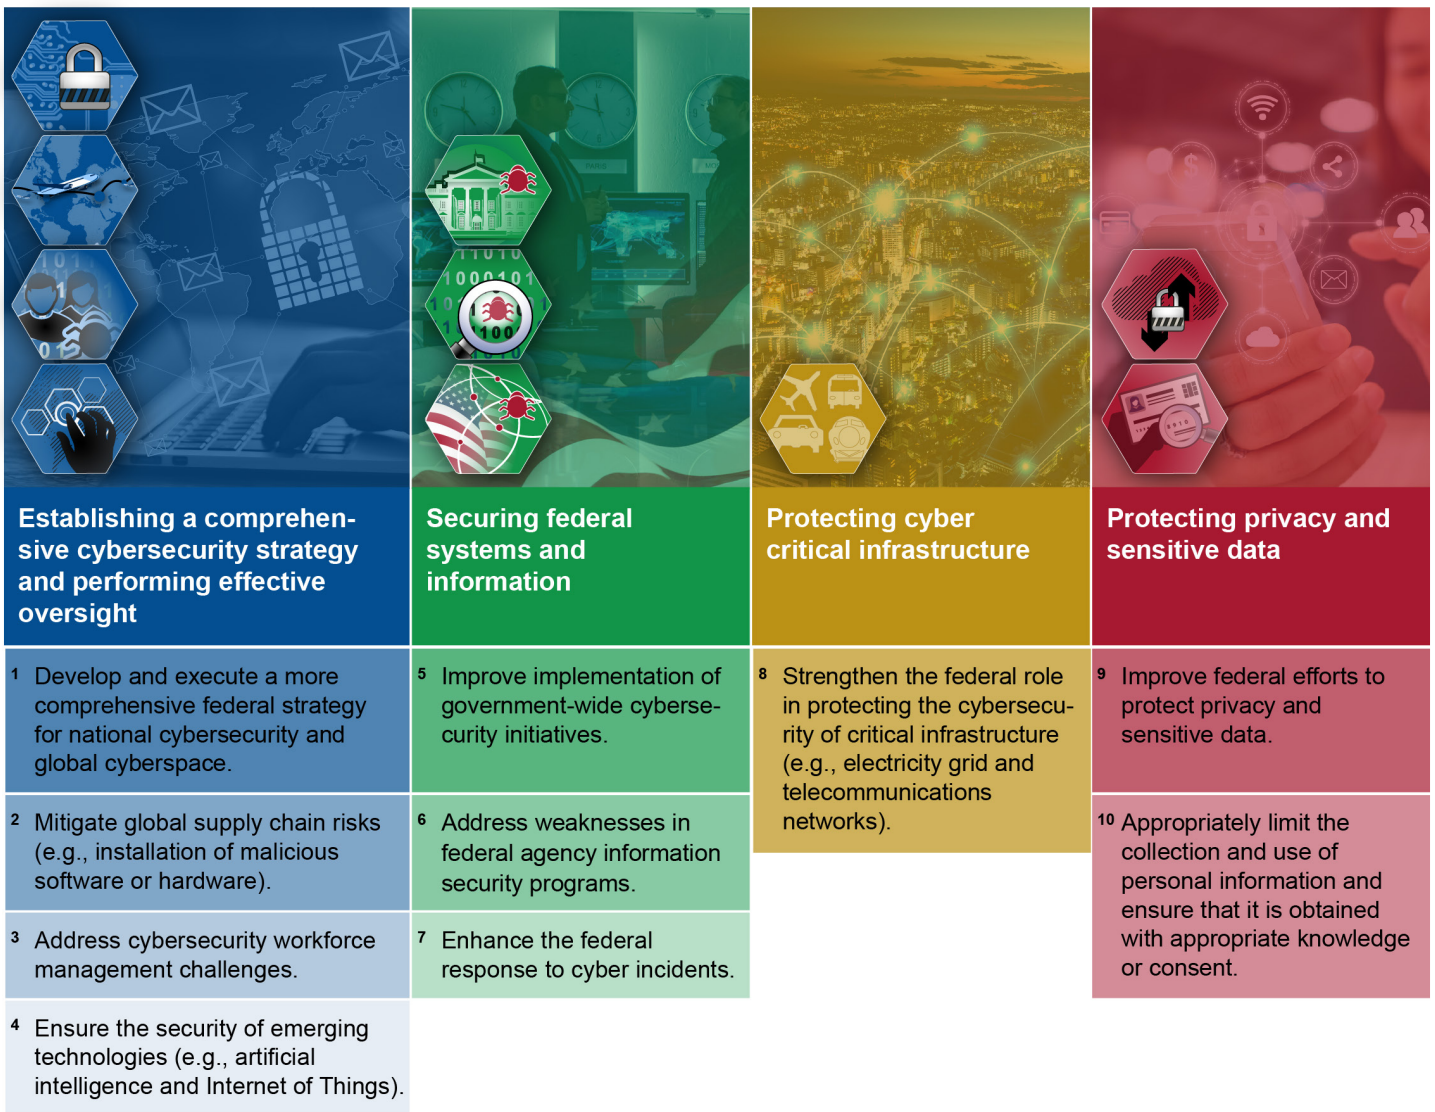 PARIS
11010
1000101
Establishing a comprehen-
sive cybersecurity strategy
and performing effective
oversight
Securing federal
systems and
information
Protecting cyber
critical infrastructure
Protecting privacy and
sensitive data
1 Develop and execute a more
comprehensive federal strategy
for national cybersecurity and
global cyberspace.
2 Mitigate global supply chain risks
(e.g., installation of malicious
software or hardware).
3 Address cybersecurity workforce
management challenges.
4 Ensure the security of emerging
technologies (e.g., artificial
intelligence and Internet of Things).
5 Improve implementation of
government-wide cyberse-
curity initiatives.
6 Address weaknesses in
federal agency information
security programs.
7 Enhance the federal
response to cyber incidents.
8 Strengthen the federal role
in protecting the cybersecu-
rity of critical infrastructure
(e.g., electricity grid and
telecommunications
networks).
9 Improve federal efforts to
protect privacy and
sensitive data.
10 Appropriately limit the
collection and use of
personal information and
ensure that it is obtained
with appropriate knowledge
or consent.